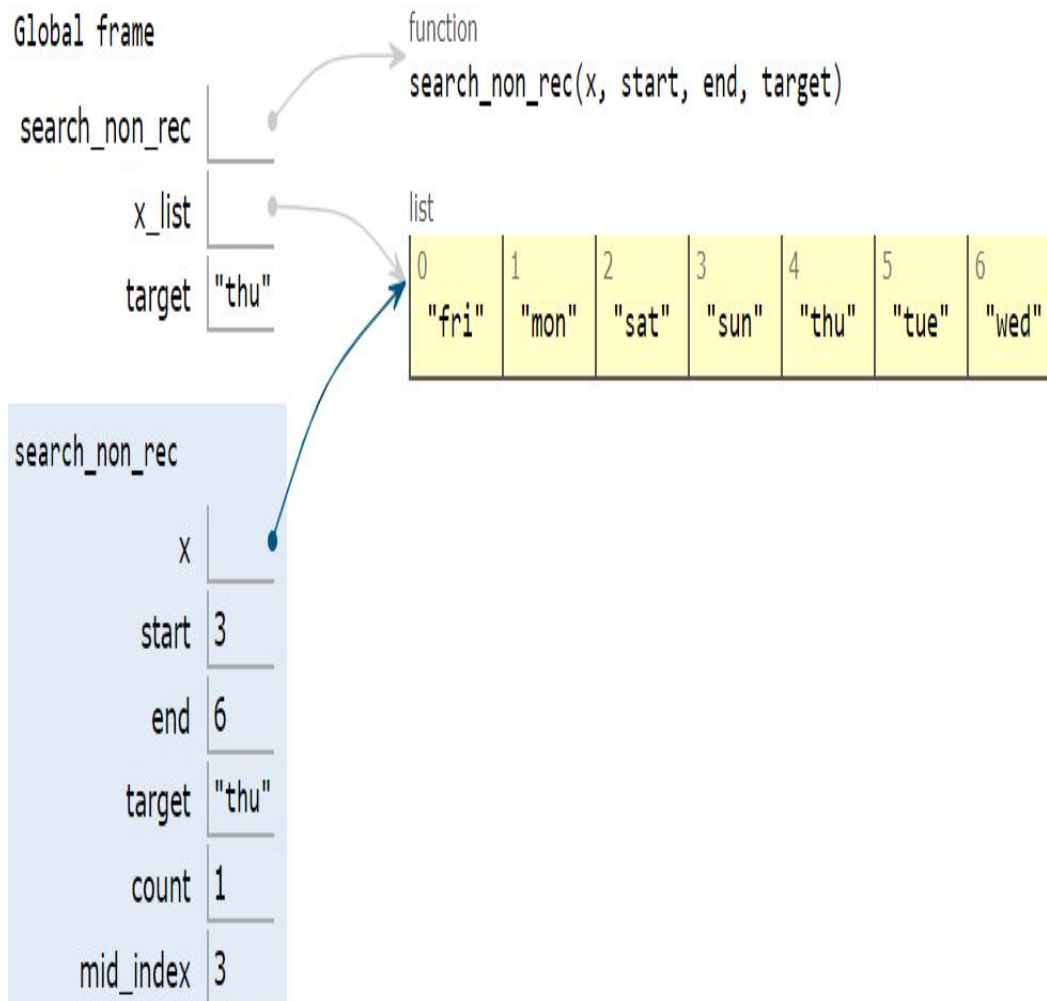 Global frame
function
search_non_rec(x, start, end, target)
search_non_rec
x_list
list
target "thu"
0 1 2 3 4 5 6
"fri" "mon" "sat" "sun" "thu" "tue" "wed"
search_non_rec
x
start 3
end 6
target "thu"
count 1
mid_index 3